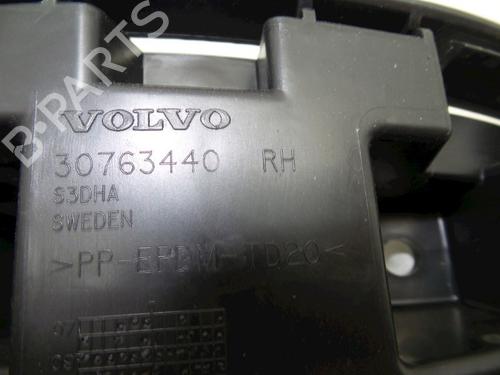 B-PARTS
VOLVO
30763440 RH
S3DHA
SWEDEN
>PP-EPDM-TD20<